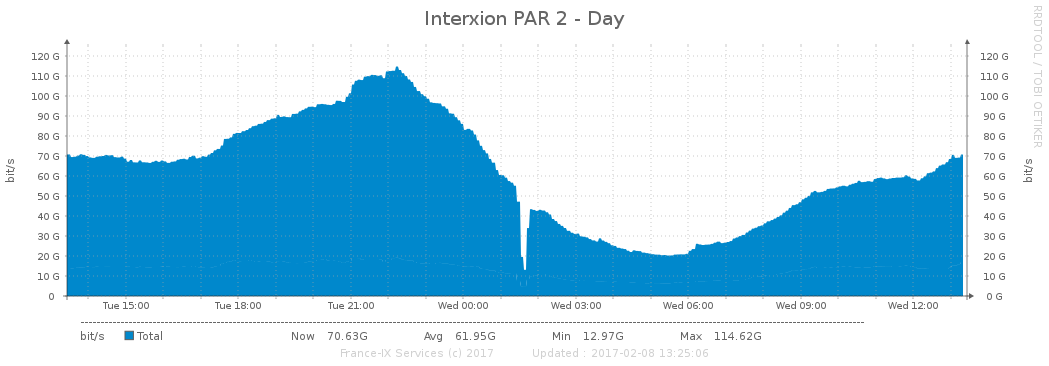 Interxion PAR 2 - Day
RRDTOOL / TOBI OETIKER
bit/s
120 G
110 G
100 G
90 G
80 G
70 G
60 G
50 G
40 G
30 G
20 G
10 G
0
120 G
110 G
100 G
90 G
80 G
70 G
60 G
50 G
40 G
30 G
20 G
10 G
0 G
bit/s
Tue 15:00 Tue 18:00 Tue 21:00 Wed 00:00 Wed 03:00 Wed 06:00 Wed 09:00 Wed 12:00
bit/s Total Now 70.63G Avg 61.95G Min 12.97G Max 114.62G
France-IX Services (c) 2017 Updated : 2017-02-08 13:25:06